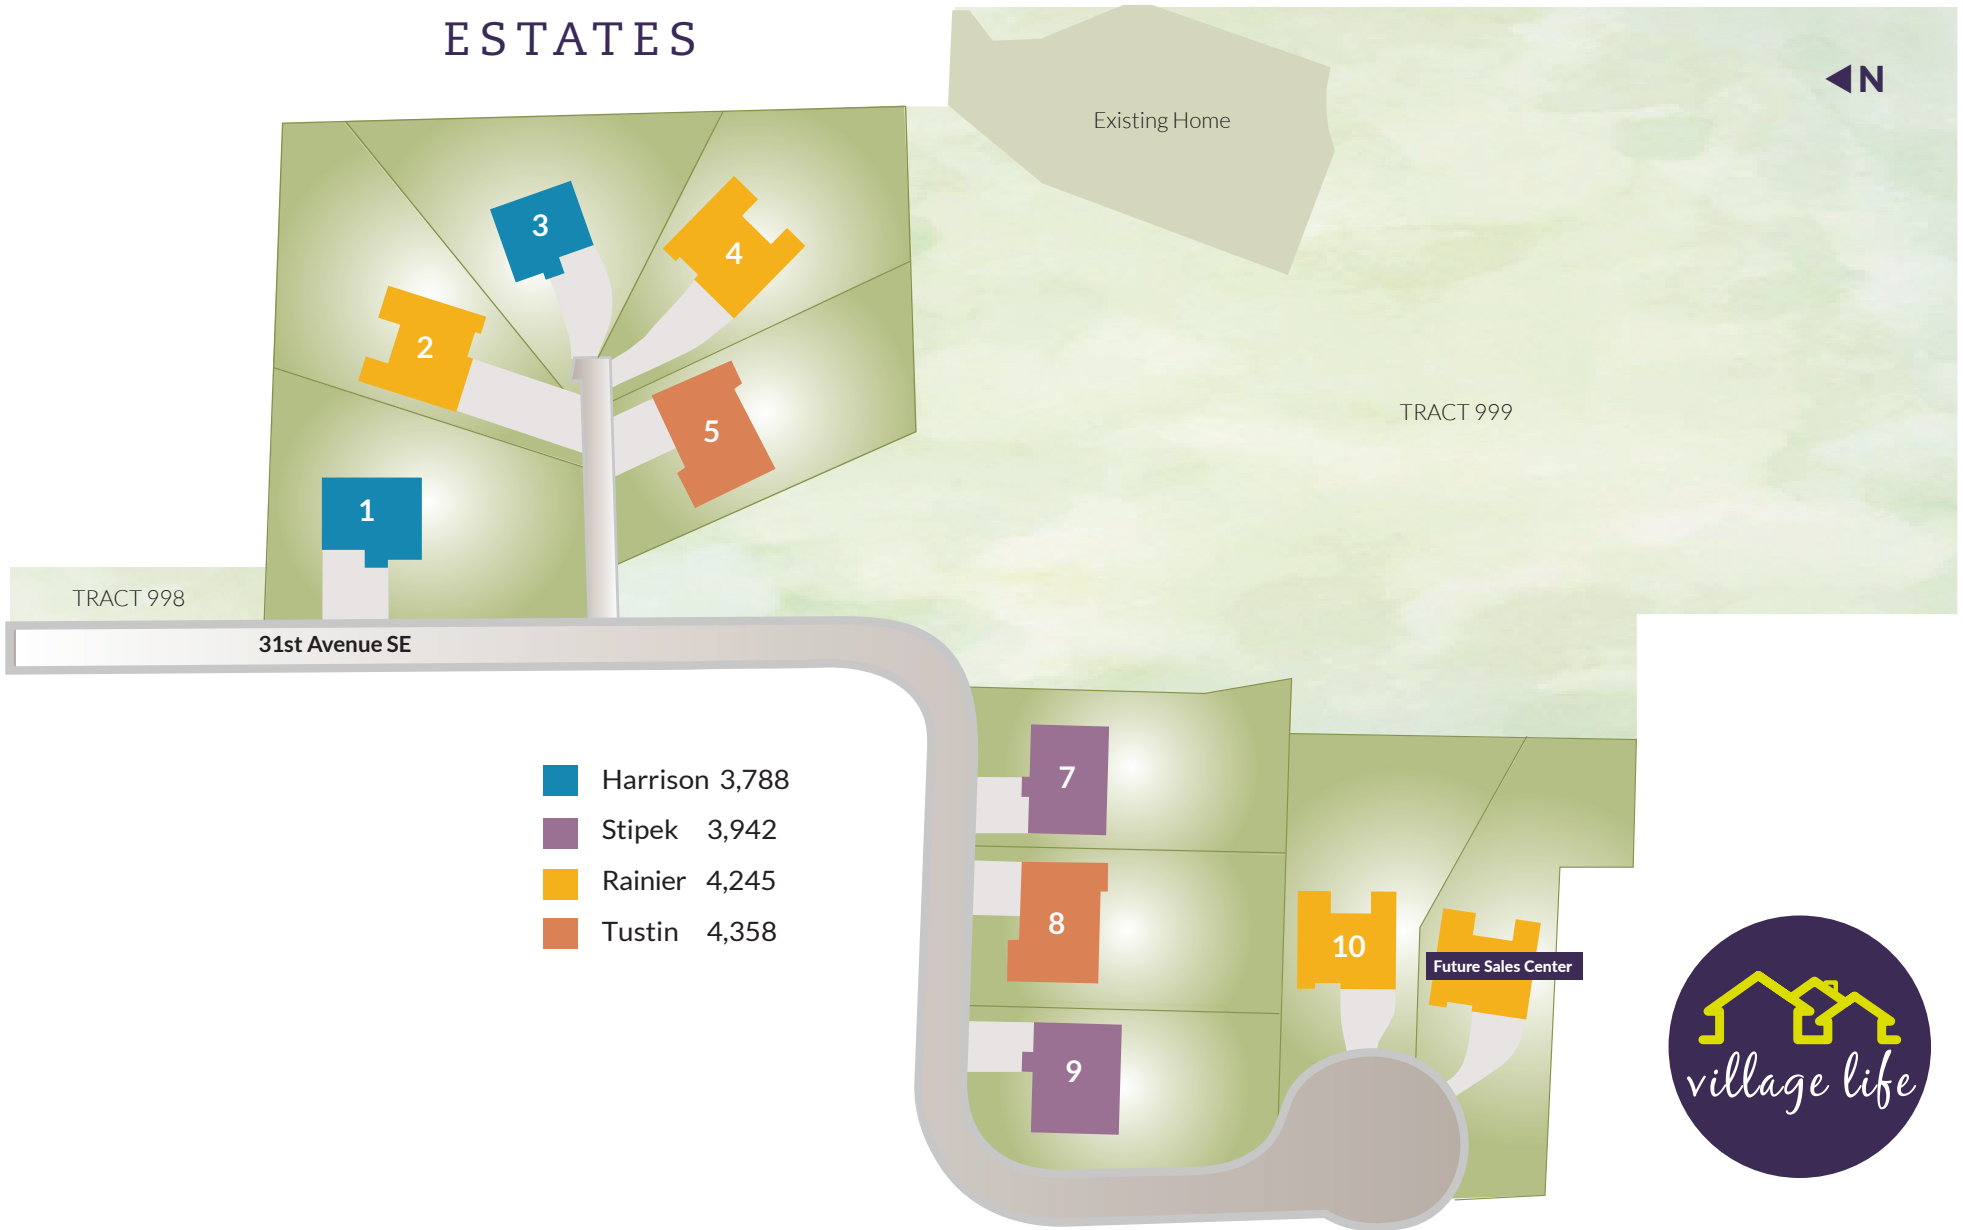 ESTATES
N
Existing Home
3
4
2
TRACT 999
5
1
TRACT 998
31st Avenue SE
Harrison 3,788
Stipek 3,942
Rainier 4,245
Tustin 4,358
7
8
10
Future Sales Center
9
village life